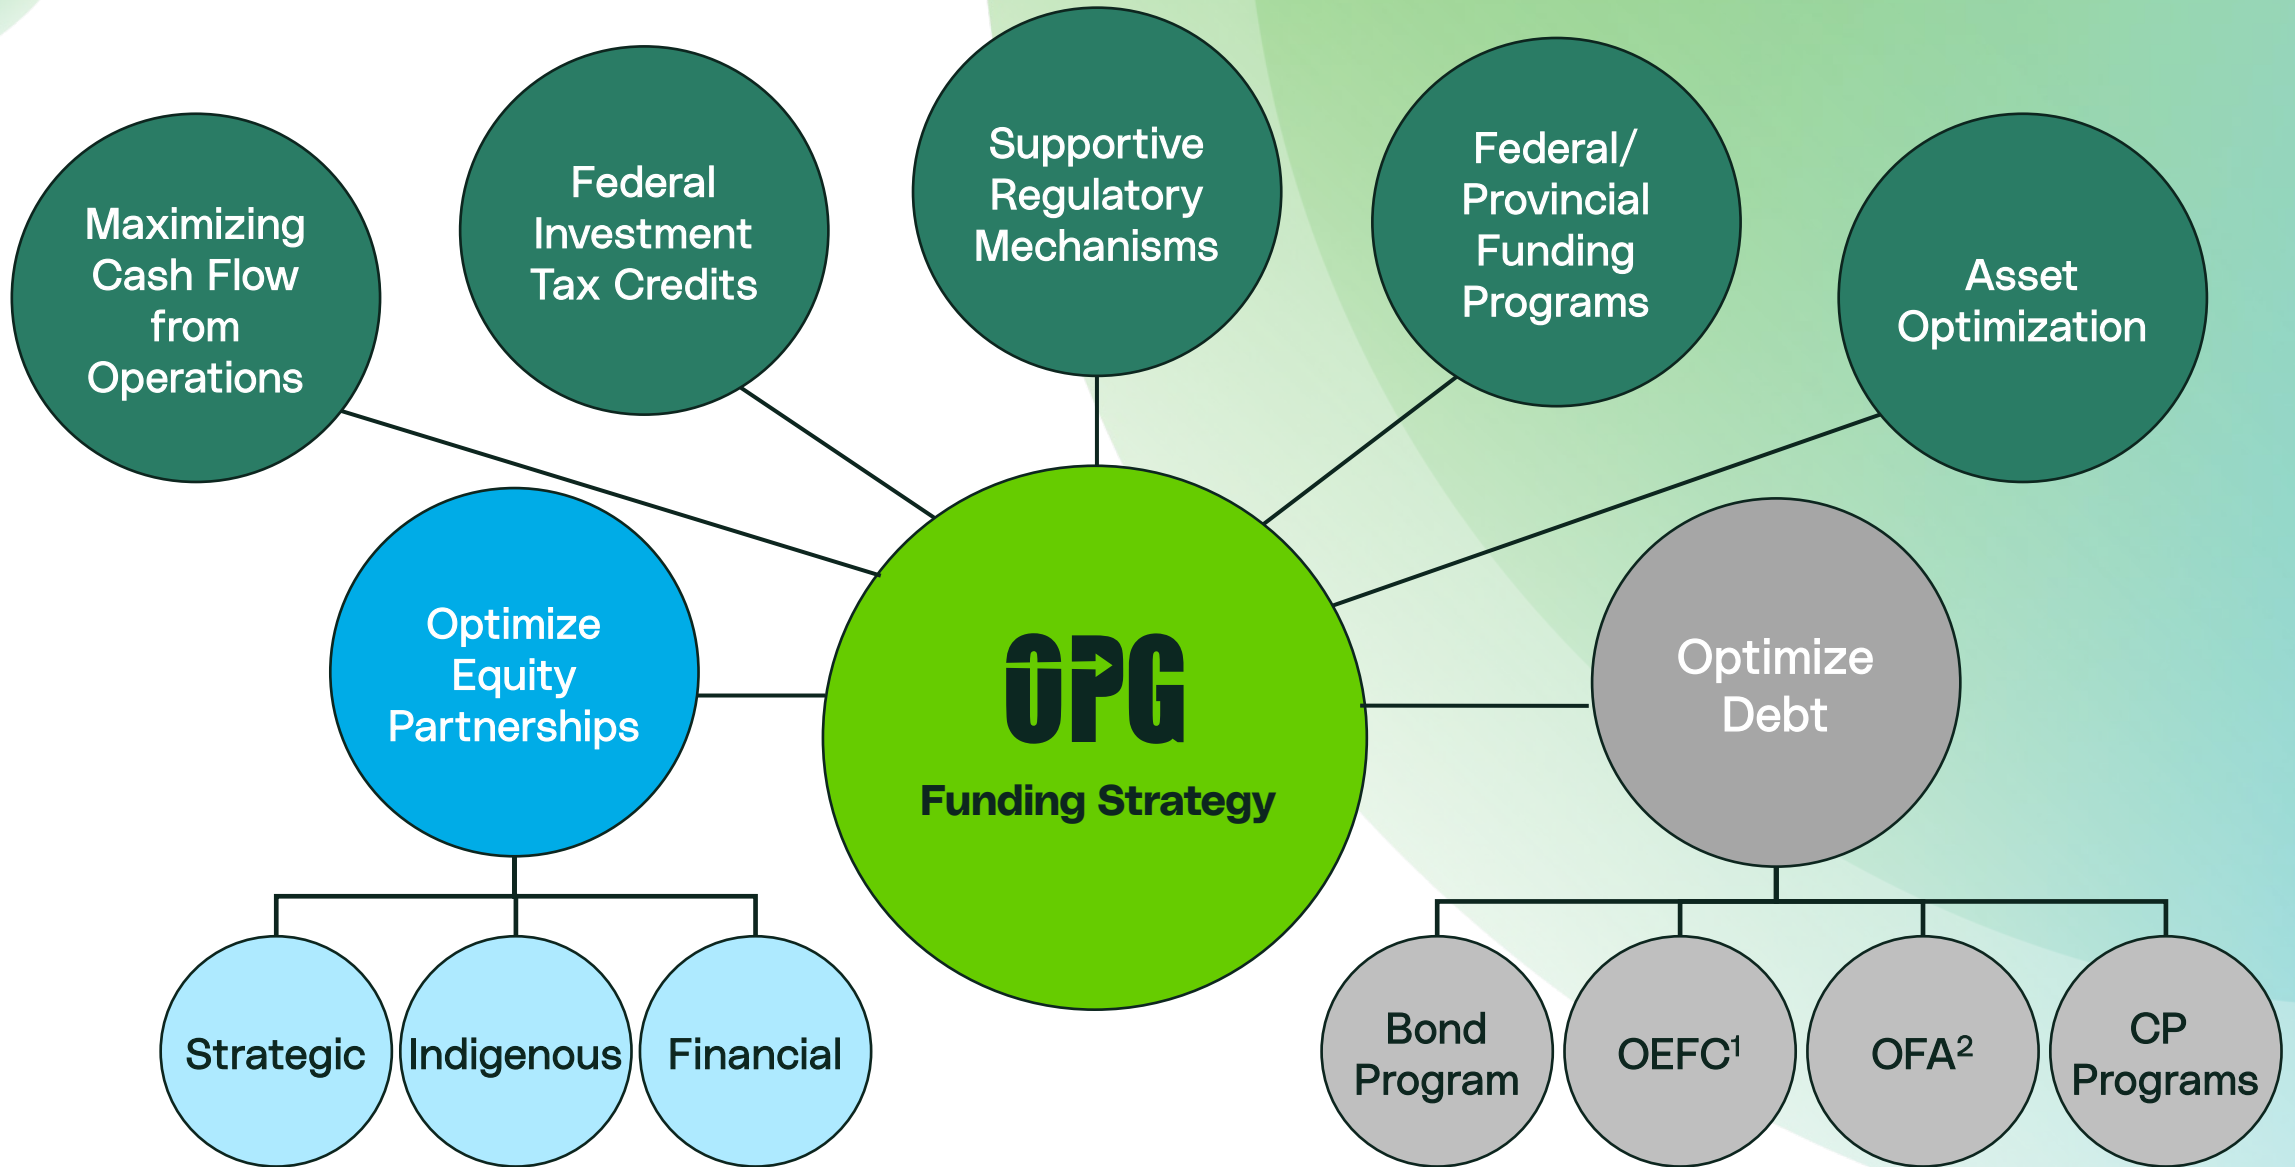 Maximizing
Cash Flow
from
Operations
Federal
Investment
Tax Credits
Supportive
Regulatory
Mechanisms
Federal/
Provincial
Funding
Programs
Asset
Optimization
Optimize
Equity
Partnerships
OPG
Funding Strategy
Optimize
Debt
Strategic
Indigenous
Financial
Bond
Program
OEFC¹
OFA²
CP
Programs